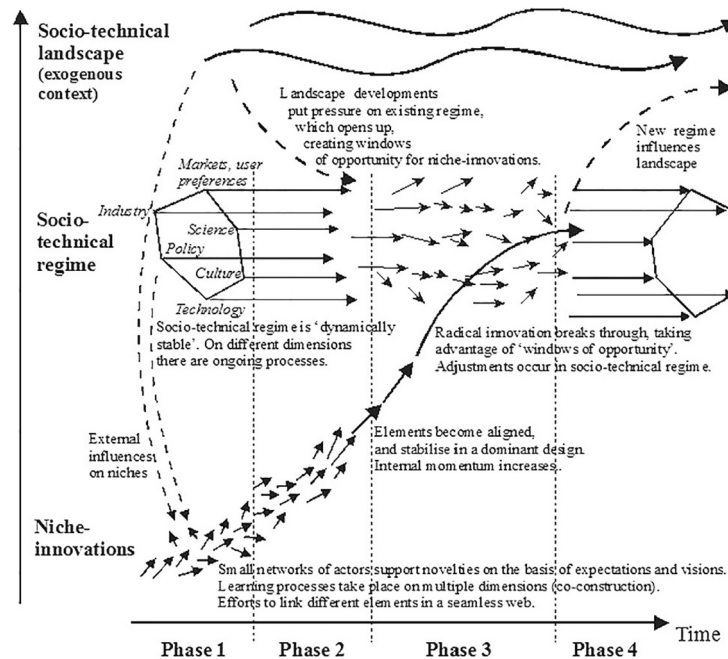 Socio-technical
landscape
(exogenous
context)
Landscape developments
put pressure on existing regime,
which opens up,
creating windows
of opportunity for niche-innovations.
New regime
influences
landscape
Markets, user
preferences
Industry
Science
Policy
Culture
Technology
Socio-
technical
regime
Socio-technical regime is ‘dynamically
stable’. On different dimensions
there are ongoing processes.
Radical innovation breaks through, taking
advantage of ‘windows of opportunity’.
Adjustments occur in socio-technical regime.
External
influences
on niches
Elements become aligned,
and stabilise in a dominant design.
Internal momentum increases.
Niche-
innovations
Small networks of actors support novelties on the basis of expectations and visions.
Learning processes take place on multiple dimensions (co-construction).
Efforts to link different elements in a seamless web.
Time
Phase 1
Phase 2
Phase 3
Phase 4